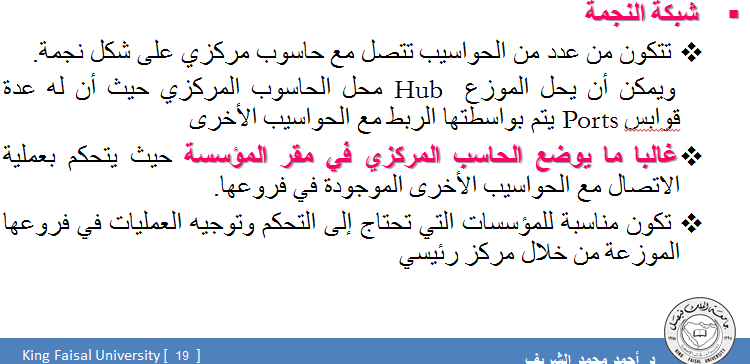 شبكة النجمة
تتكون من عدد من الحواسيب تتصل مع حاسوب مركزي على شكل نجمة.
ويمكن أن يحل الموزع Hub محل الحاسوب المركزي حيث أن له عدة
قوابس Ports يتم بواسطتها الربط مع الحواسيب الأخرى
غالبا ما يوضع الحاسب المركزي في مقر المؤسسة حيث يتحكم بعملية
الاتصال مع الحواسيب الأخرى الموجودة في فروعها.
تكون مناسبة للمؤسسات التي تحتاج إلى التحكم وتوجيه العمليات في فروعها
الموزعة من خلال مركز رئيسي
د. أحمد محمد الشريف
King Faisal University [ 19 ]